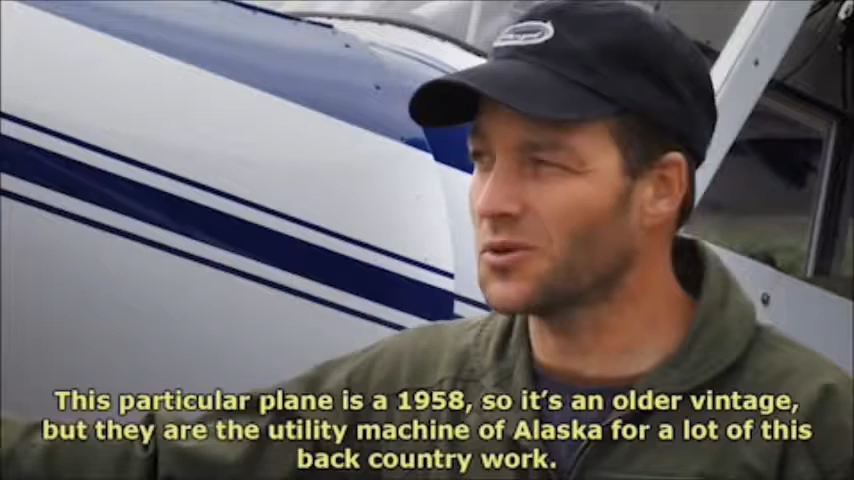 This particular plane is a 1958, so it's an older vintage,
but they are the utility machine of Alaska for a lot of this
back country work.